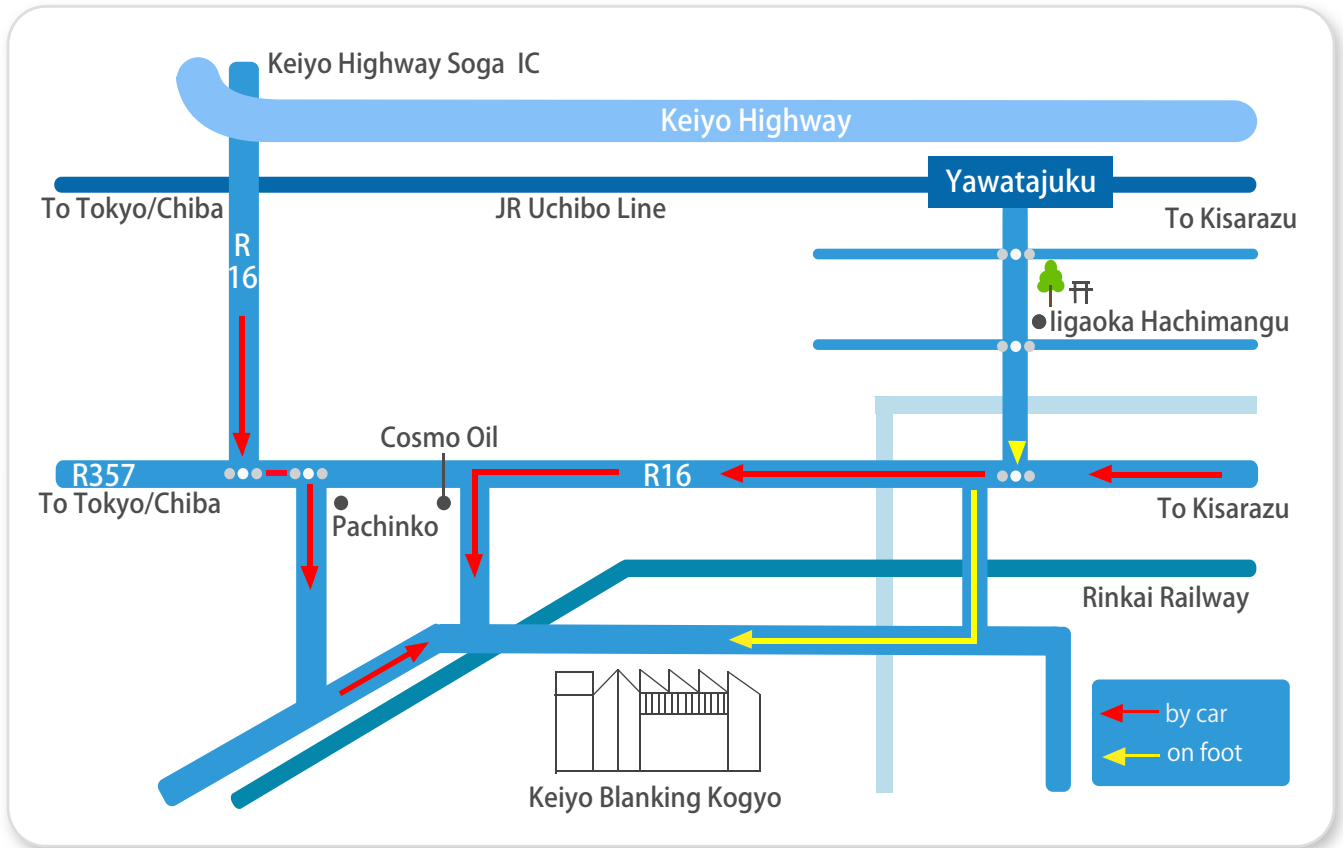 Keiyo Highway Soga IC
Keiyo Highway
Yawatajuku
To Tokyo/Chiba
JR Uchibo Line
To Kisarazu
R
16
Iigaoka Hachimangu
Cosmo Oil
R357
R16
To Tokyo/Chiba
Pachinko
To Kisarazu
Rinkai Railway
by car
on foot
Keiyo Blanking Kogyo